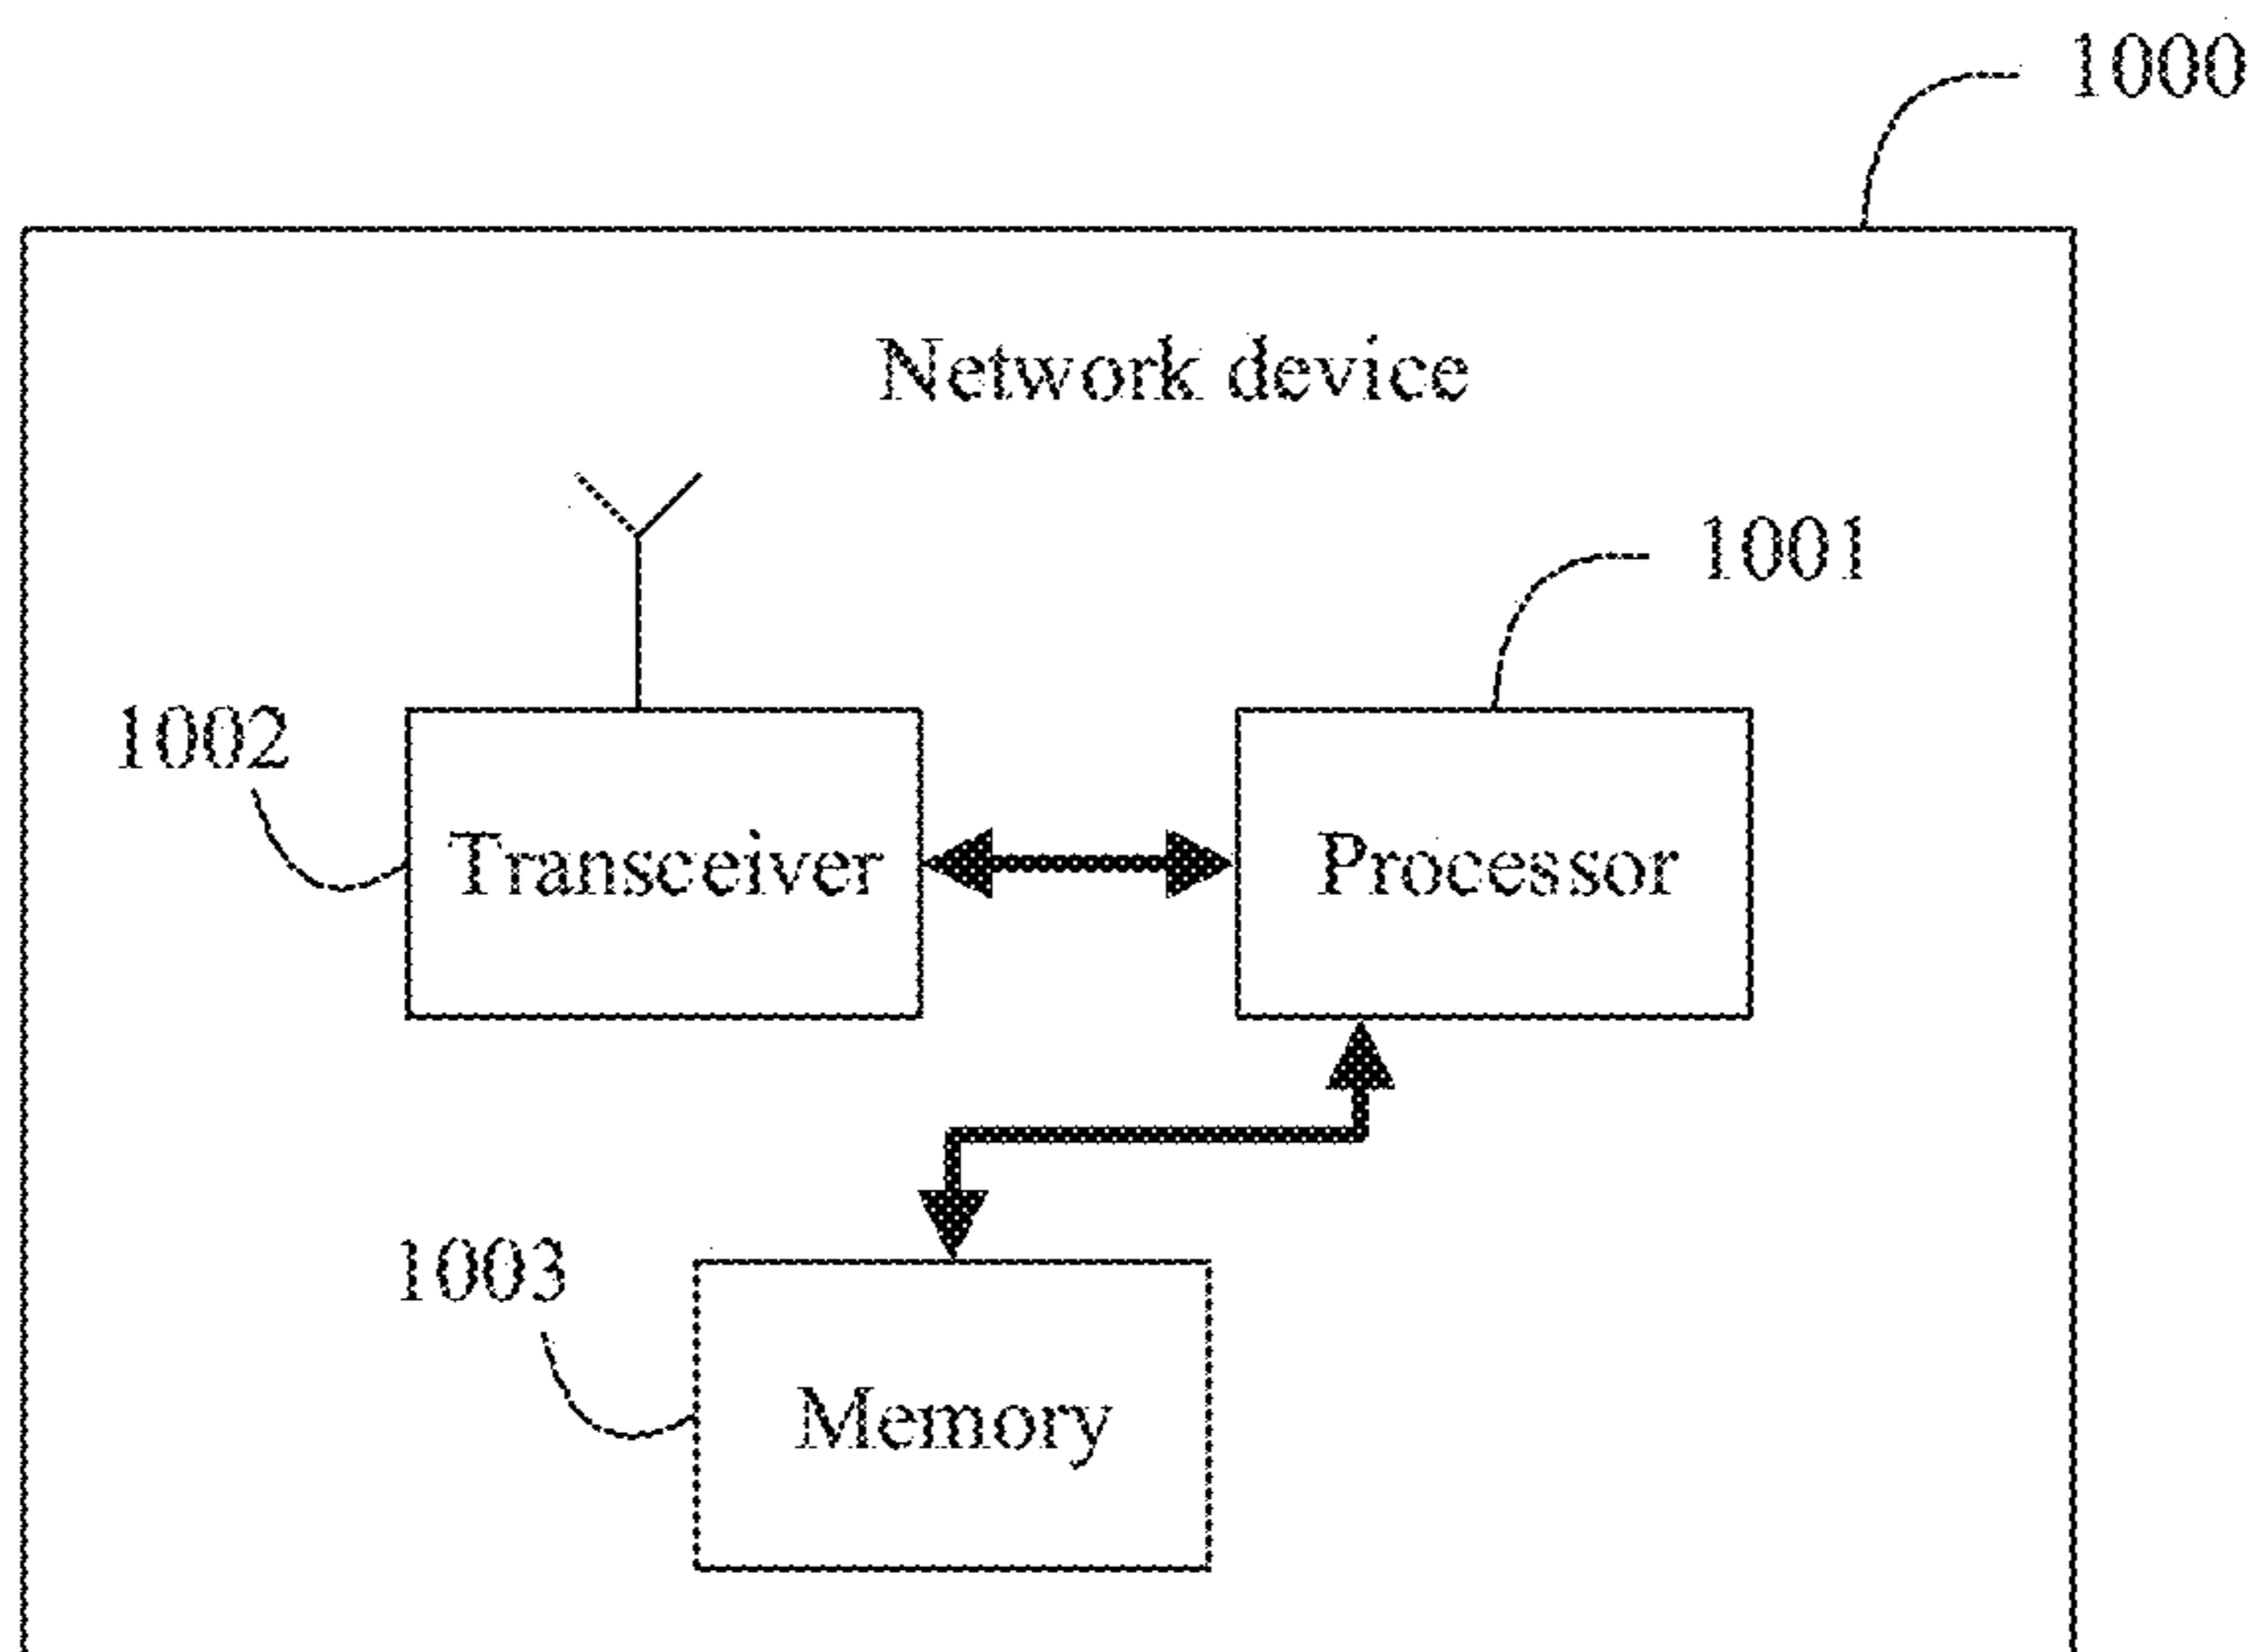 1000
Network device
1001
1002
Transceiver
Processor
1003
Memory